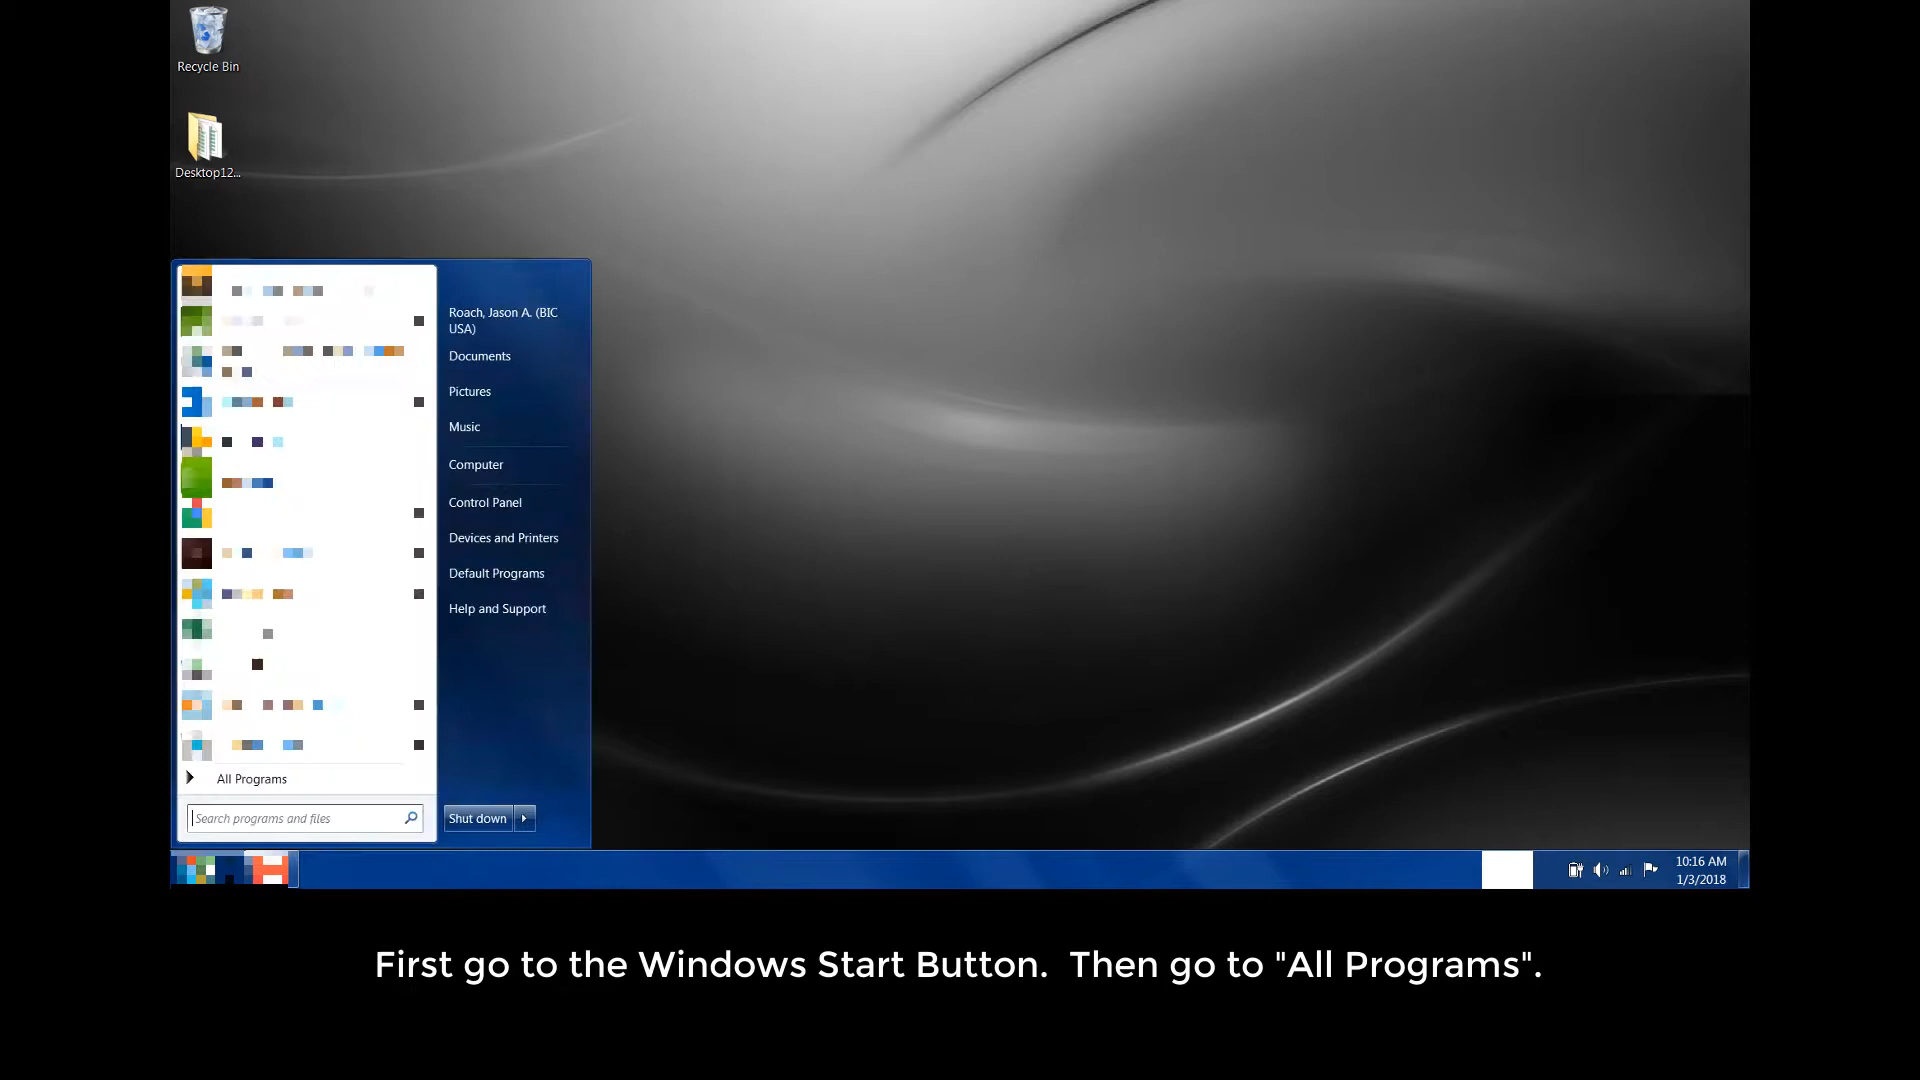 Recycle Bin
Desktop12...
Roach, Jason A. (BIC
USA)
Documents
Pictures
Music
Computer
Control Panel
Devices and Printers
Default Programs
Help and Support
All Programs
Search programs and files
Shut down
10:16 AM
1/3/2018
First go to the Windows Start Button.  Then go to "All Programs".